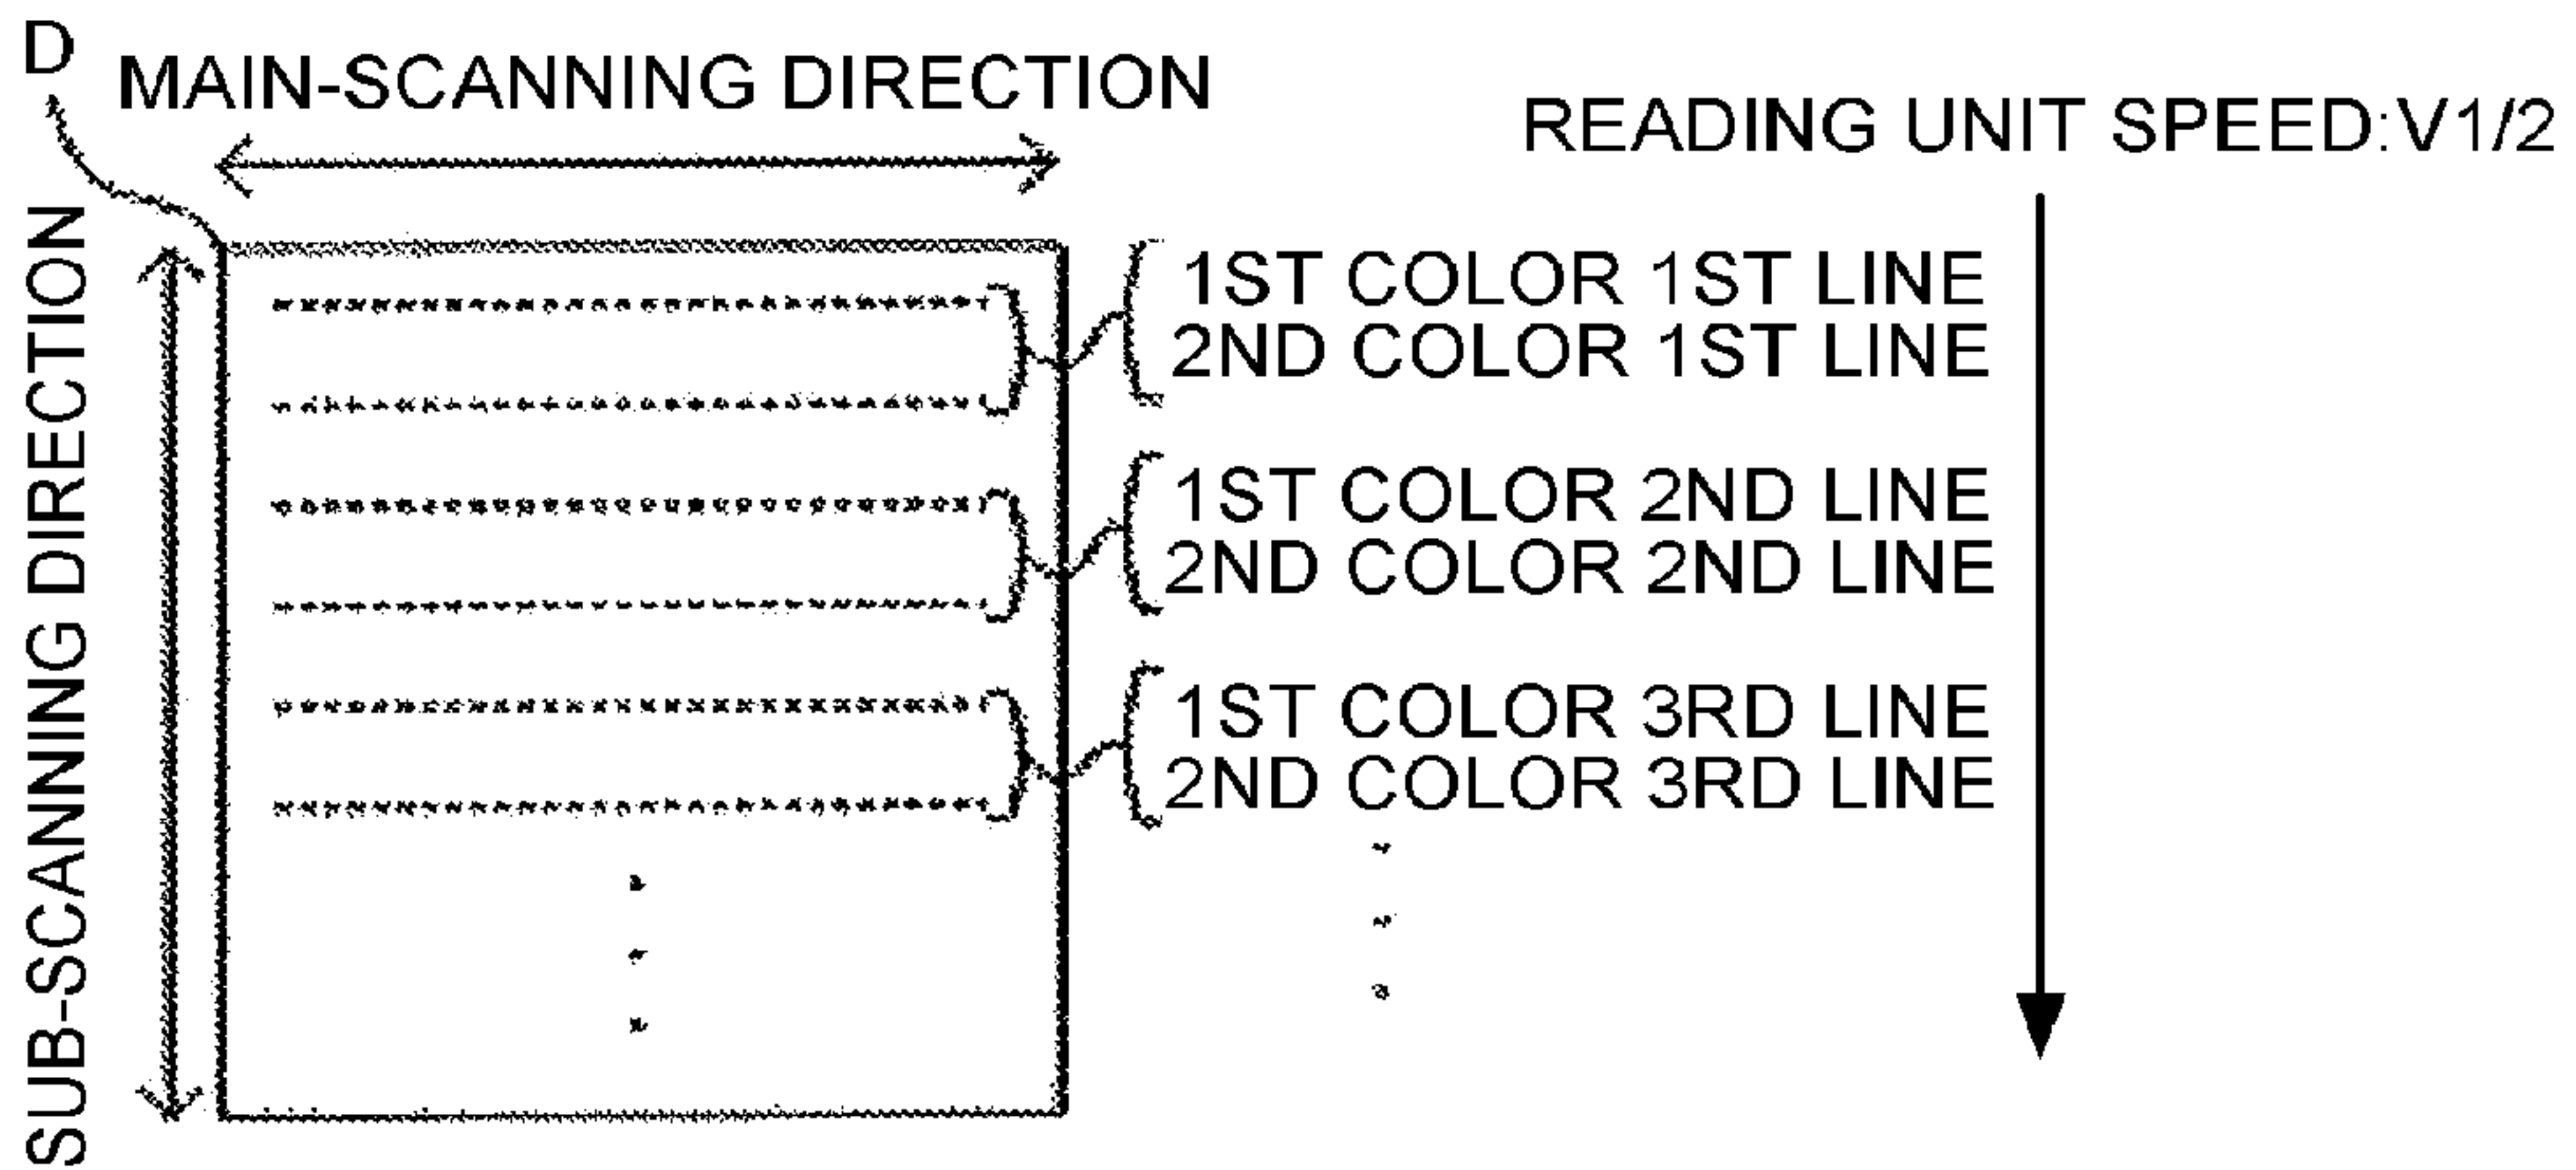 D
MAIN-SCANNING DIRECTION
READING UNIT SPEED:V1/2
SUB-SCANNING DIRECTION
1ST COLOR 1ST LINE
2ND COLOR 1ST LINE
1ST COLOR 2ND LINE
2ND COLOR 2ND LINE
1ST COLOR 3RD LINE
2ND COLOR 3RD LINE